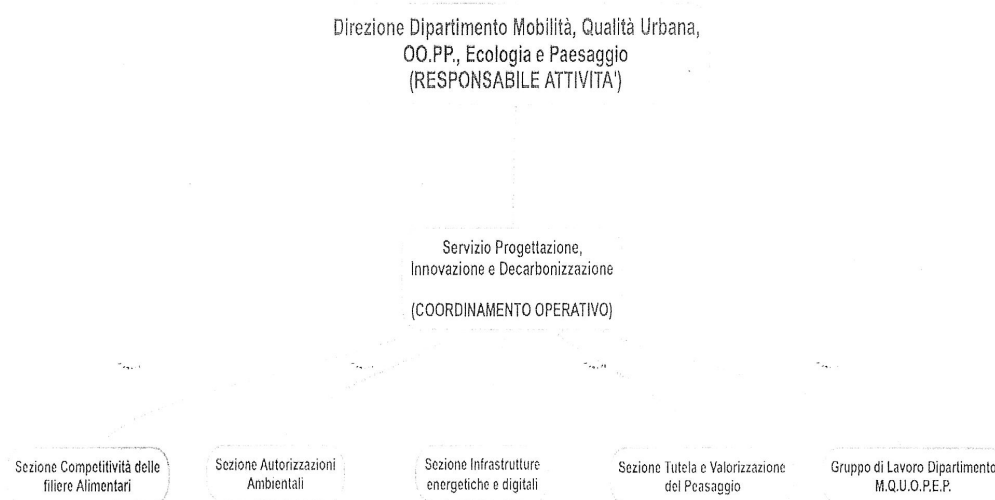 Direzione Dipartimento Mobilità, Qualità Urbana,
OO.PP., Ecologia e Paesaggio
(RESPONSABILE ATTIVITA')
Servizio Progettazione,
Innovazione e Decarbonizzazione
(COORDINAMENTO OPERATIVO)
Sezione Competitività delle
filiere Alimentari
Sezione Autorizzazioni
Ambientali
Sezione Infrastrutture
energetiche e digitali
Sezione Tutela e Valorizzazione
del Peasaggio
Gruppo di Lavoro Dipartimento
M.Q.U.O.P.E.P.